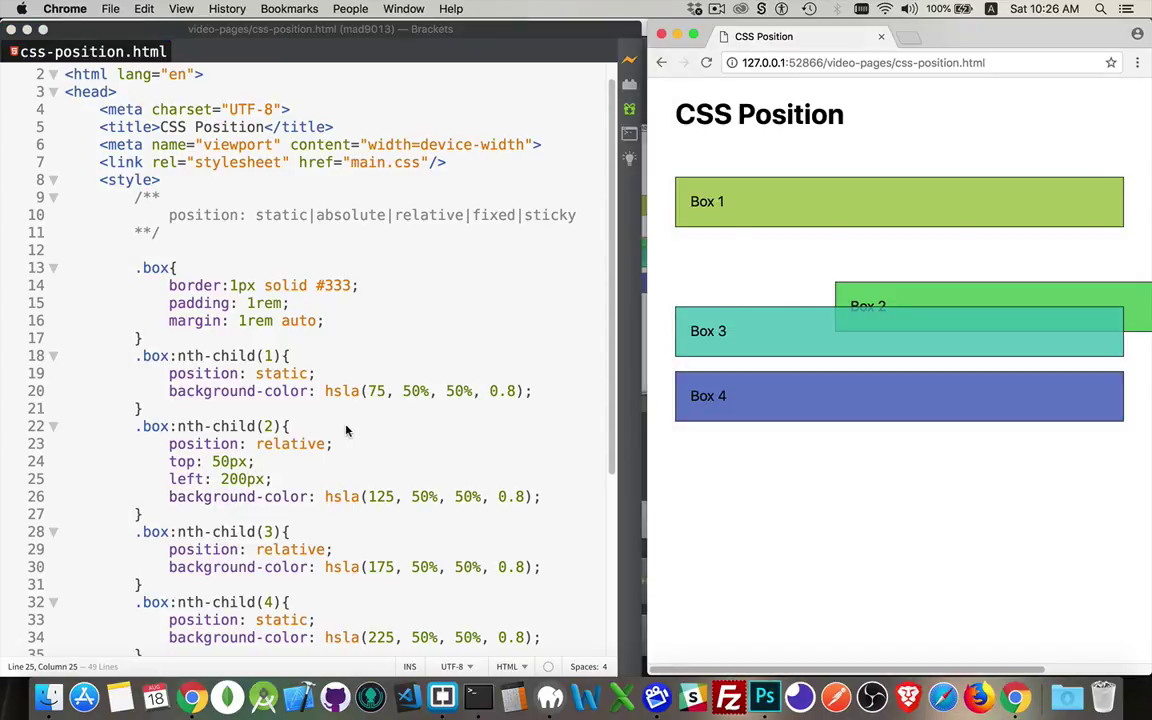 Chrome File Edit View History Bookmarks People Window Help 100% A Sat 10:26 AM
video-pages/css-position.html (mad9013) — Brackets
css-position.html
2 <html lang="en">
3 <head>
4 <meta charset="UTF-8">
5 <title>CSS Position</title>
6 <meta name="viewport" content="width=device-width">
7 <link rel="stylesheet" href="main.css"/>
8 <style>
9 /**
10 position: static|absolute|relative|fixed|sticky
11 **/
12
13 .box{
14 border:1px solid #333;
15 padding: 1rem;
16 margin: 1rem auto;
17 }
18 .box:nth-child(1){
19 position: static;
20 background-color: hsla(75, 50%, 50%, 0.8);
21 }
22 .box:nth-child(2){
23 position: relative;
24 top: 50px;
25 left: 200px;
26 background-color: hsla(125, 50%, 50%, 0.8);
27 }
28 .box:nth-child(3){
29 position: relative;
30 background-color: hsla(175, 50%, 50%, 0.8);
31 }
32 .box:nth-child(4){
33 position: static;
34 background-color: hsla(225, 50%, 50%, 0.8);
35 }
Line 25, Column 25 — 49 Lines INS UTF-8 HTML Spaces: 4
CSS Position
127.0.0.1:52866/video-pages/css-position.html
CSS Position
Box 1
Box 2
Box 3
Box 4
AUG
18